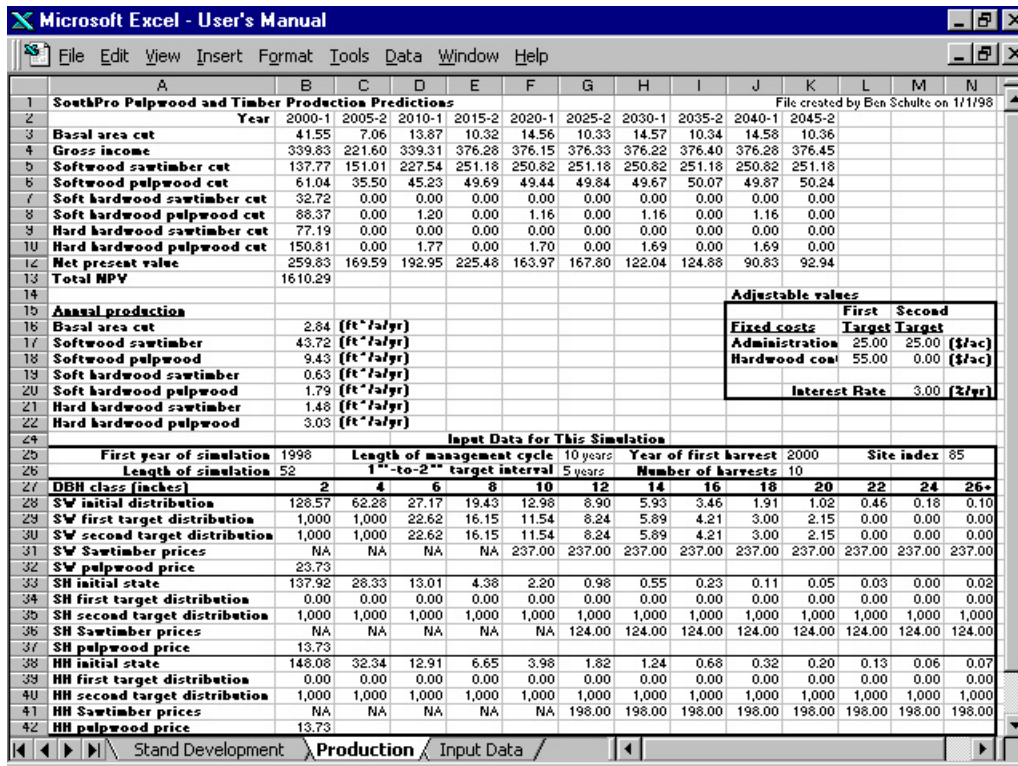 Microsoft Excel - User's Manual
File Edit View Insert Format Tools Data Window Help
A B C D E F G H I J K L M N
1 SouthPro Pulpwood and Timber Production Predictions File created by Ben Schulte on 1/1/98
2 Year 2000-1 2005-2 2010-1 2015-2 2020-1 2025-2 2030-1 2035-2 2040-1 2045-2
3 Basal area cut 41.55 7.06 13.87 10.32 14.56 10.33 14.57 10.34 14.58 10.36
4 Gross income 339.83 221.60 339.31 376.28 376.15 376.33 376.22 376.40 376.28 376.45
5 Softwood sawtimber cut 137.77 151.01 227.54 251.18 250.82 251.18 250.82 251.18 250.82 251.18
6 Softwood pulpwood cut 61.04 35.50 45.23 49.69 49.44 49.84 49.67 50.07 49.87 50.24
7 Soft hardwood sawtimber cut 32.72 0.00 0.00 0.00 0.00 0.00 0.00 0.00 0.00 0.00
8 Soft hardwood pulpwood cut 88.37 0.00 1.20 0.00 1.16 0.00 1.16 0.00 1.16 0.00
9 Hard hardwood sawtimber cut 77.19 0.00 0.00 0.00 0.00 0.00 0.00 0.00 0.00 0.00
10 Hard hardwood pulpwood cut 150.81 0.00 1.77 0.00 1.70 0.00 1.69 0.00 1.69 0.00
12 Net present value 259.83 169.59 192.95 225.48 163.97 167.80 122.04 124.88 90.83 92.94
13 Total NPV 1610.29
14 Adjustable values
15 Annual production First Second
16 Basal area cut 2.84 (ft²/a/yr) Fixed costs Target Target
17 Softwood sawtimber 43.72 (ft³/a/yr) Administration 25.00 25.00 ($/ac)
18 Softwood pulpwood 9.43 (ft³/a/yr) Hardwood con 55.00 0.00 ($/ac)
19 Soft hardwood sawtimber 0.63 (ft³/a/yr)
20 Soft hardwood pulpwood 1.79 (ft³/a/yr) Interest Rate 3.00 (%/yr)
21 Hard hardwood sawtimber 1.48 (ft³/a/yr)
22 Hard hardwood pulpwood 3.03 (ft³/a/yr)
24 Input Data for This Simulation
25 First year of simulation 1998 Length of management cycle 10 years Year of first harvest 2000 Site index 85
26 Length of simulation 52 1st-to-2nd target interval 5 years Number of harvests 10
27 DBH class (inches) 2 4 6 8 10 12 14 16 18 20 22 24 26+
28 SW initial distribution 128.57 62.28 27.17 19.43 12.98 8.90 5.93 3.46 1.91 1.02 0.46 0.18 0.10
29 SW first target distribution 1,000 1,000 22.62 16.15 11.54 8.24 5.89 4.21 3.00 2.15 0.00 0.00 0.00
30 SW second target distribution 1,000 1,000 22.62 16.15 11.54 8.24 5.89 4.21 3.00 2.15 0.00 0.00 0.00
31 SW Sawtimber prices NA NA NA NA 237.00 237.00 237.00 237.00 237.00 237.00 237.00 237.00 237.00
32 SW pulpwood price 23.73
33 SH initial state 137.92 28.33 13.01 4.38 2.20 0.98 0.55 0.23 0.11 0.05 0.03 0.00 0.02
34 SH first target distribution 0.00 0.00 0.00 0.00 0.00 0.00 0.00 0.00 0.00 0.00 0.00 0.00 0.00
35 SH second target distribution 1,000 1,000 1,000 1,000 1,000 1,000 1,000 1,000 1,000 1,000 1,000 1,000 1,000
36 SH Sawtimber prices NA NA NA NA NA 124.00 124.00 124.00 124.00 124.00 124.00 124.00 124.00
37 SH pulpwood price 13.73
38 HH initial state 148.08 32.34 12.91 6.65 3.98 1.82 1.24 0.68 0.32 0.20 0.13 0.06 0.07
39 HH first target distribution 0.00 0.00 0.00 0.00 0.00 0.00 0.00 0.00 0.00 0.00 0.00 0.00 0.00
40 HH second target distribution 1,000 1,000 1,000 1,000 1,000 1,000 1,000 1,000 1,000 1,000 1,000 1,000 1,000
41 HH Sawtimber prices NA NA NA NA NA 198.00 198.00 198.00 198.00 198.00 198.00 198.00 198.00
42 HH pulpwood price 13.73
Stand Development Production Input Data